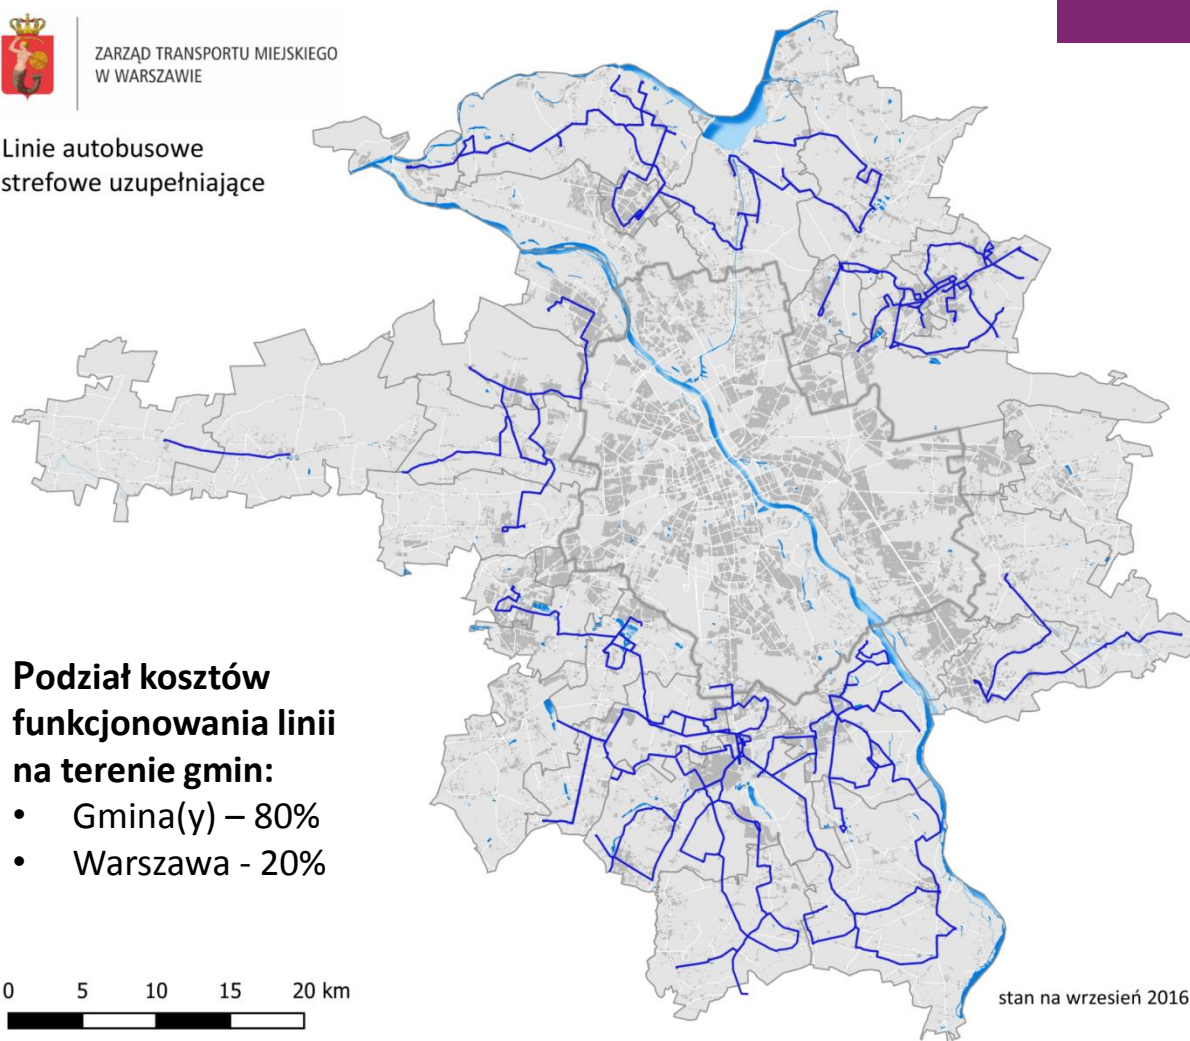 ZARZĄD TRANSPORTU MIEJSKIEGO
W WARSZAWIE
Linie autobusowe
strefowe uzupełniające
Podział kosztów
funkcjonowania linii
na terenie gmin:
• Gmina(y) – 80%
• Warszawa - 20%
0 5 10 15 20 km
stan na wrzesień 2016